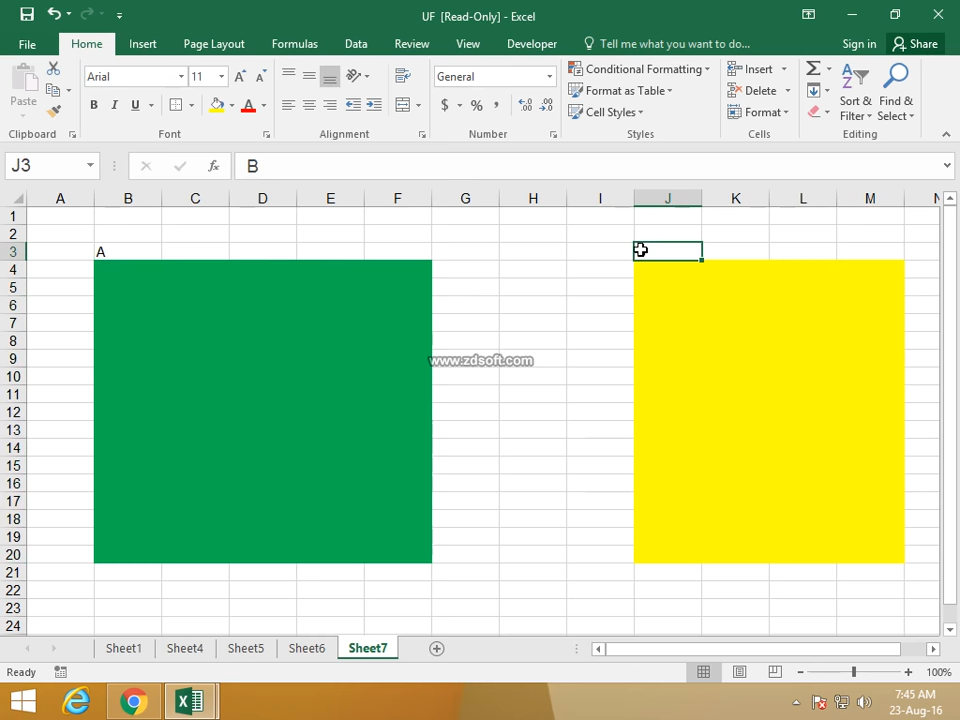 UF [Read-Only] - Excel
File Home Insert Page Layout Formulas Data Review View Developer Tell me what you want to do... Sign in Share
Paste
Arial 11
B I U A
General
$ % ,
Conditional Formatting
Format as Table
Cell Styles
Insert
Delete
Format
Sort & Filter
Find & Select
Clipboard Font Alignment Number Styles Cells Editing
J3 fx B
A B C D E F G H I J K L M N
1
2
3 A
4
5
6
7
8
www.zdsoft.com
9
10
11
12
13
14
15
16
17
18
19
20
21
22
23
24
Sheet1 Sheet4 Sheet5 Sheet6 Sheet7
Ready 100%
7:45 AM
23-Aug-16